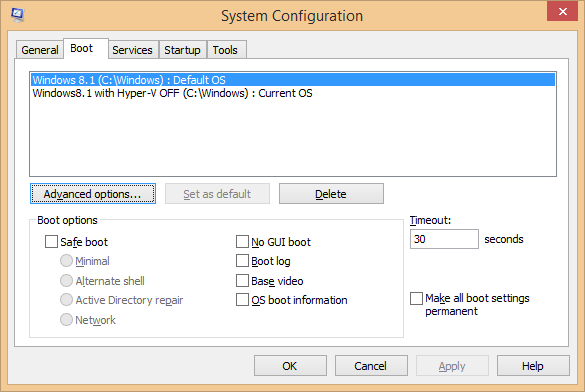 System Configuration
General Boot Services Startup Tools
Windows 8.1 (C:\Windows) : Default OS
Windows8.1 with Hyper-V OFF (C:\Windows) : Current OS
Advanced options... Set as default Delete
Boot options
Safe boot
Minimal
Alternate shell
Active Directory repair
Network
No GUI boot
Boot log
Base video
OS boot information
Timeout:
30 seconds
Make all boot settings
permanent
OK Cancel Apply Help